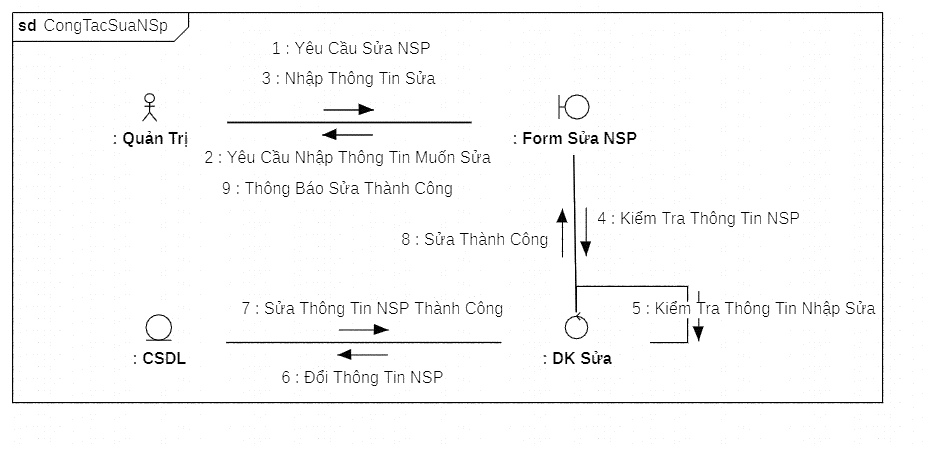 sd CongTacSuaNSp
1 : Yêu Cầu Sửa NSP
3 : Nhập Thông Tin Sửa
: Quản Trị
: Form Sửa NSP
2 : Yêu Cầu Nhập Thông Tin Muốn Sửa
9 : Thông Báo Sửa Thành Công
4 : Kiểm Tra Thông Tin NSP
8 : Sửa Thành Công
7 : Sửa Thông Tin NSP Thành Công
5 : Kiểm Tra Thông Tin Nhập Sửa
: CSDL
: DK Sửa
6 : Đổi Thông Tin NSP